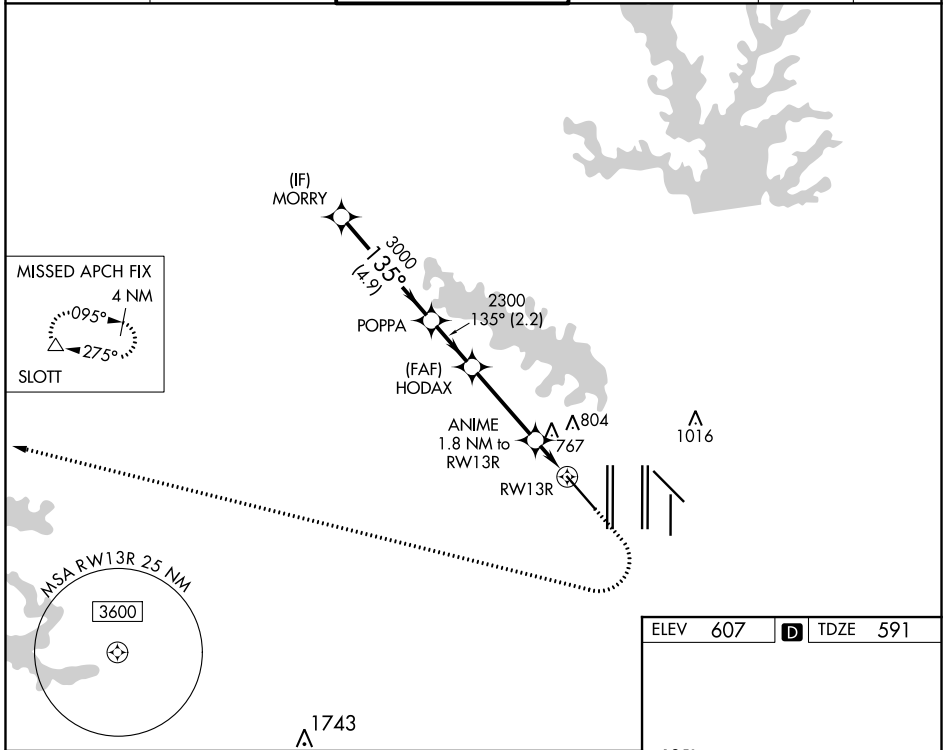 (IF)
MORRY
3000
135°
(4.9)
MISSED APCH FIX
4 NM
095°
275°
SLOTT
POPPA
2300
135° (2.2)
(FAF)
HODAX
ANIME
1.8 NM to
RW13R
804
767
1016
RW13R
MSA RW13R 25 NM
3600
ELEV 607 D TDZE 591
1743